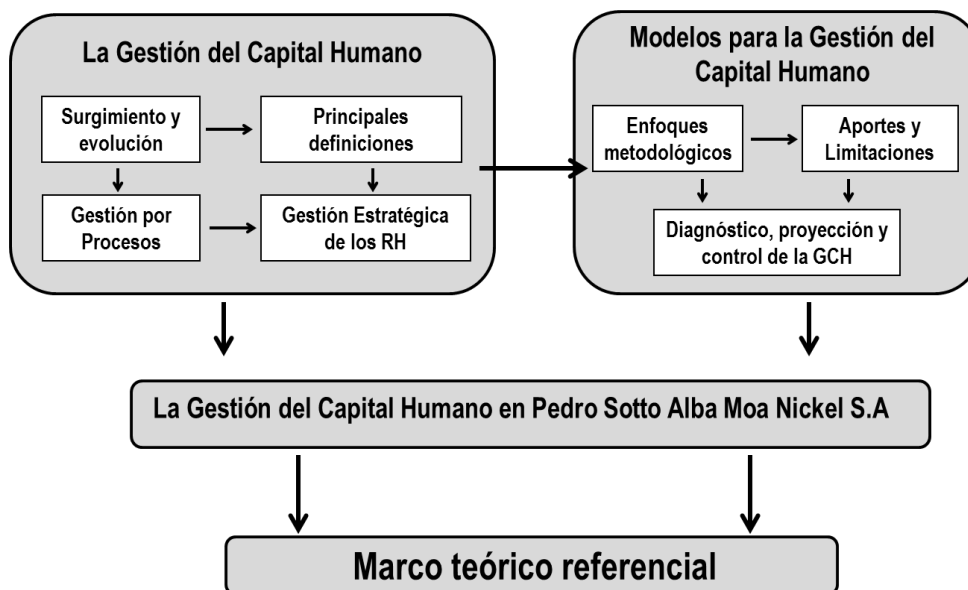 La Gestión del Capital Humano
Surgimiento y
evolución
Principales
definiciones
Gestión por
Procesos
Gestión Estratégica
de los RH
Modelos para la Gestión del
Capital Humano
Enfoques
metodológicos
Aportes y
Limitaciones
Diagnóstico, proyección y
control de la GCH
La Gestión del Capital Humano en Pedro Sotto Alba Moa Nickel S.A
Marco teórico referencial